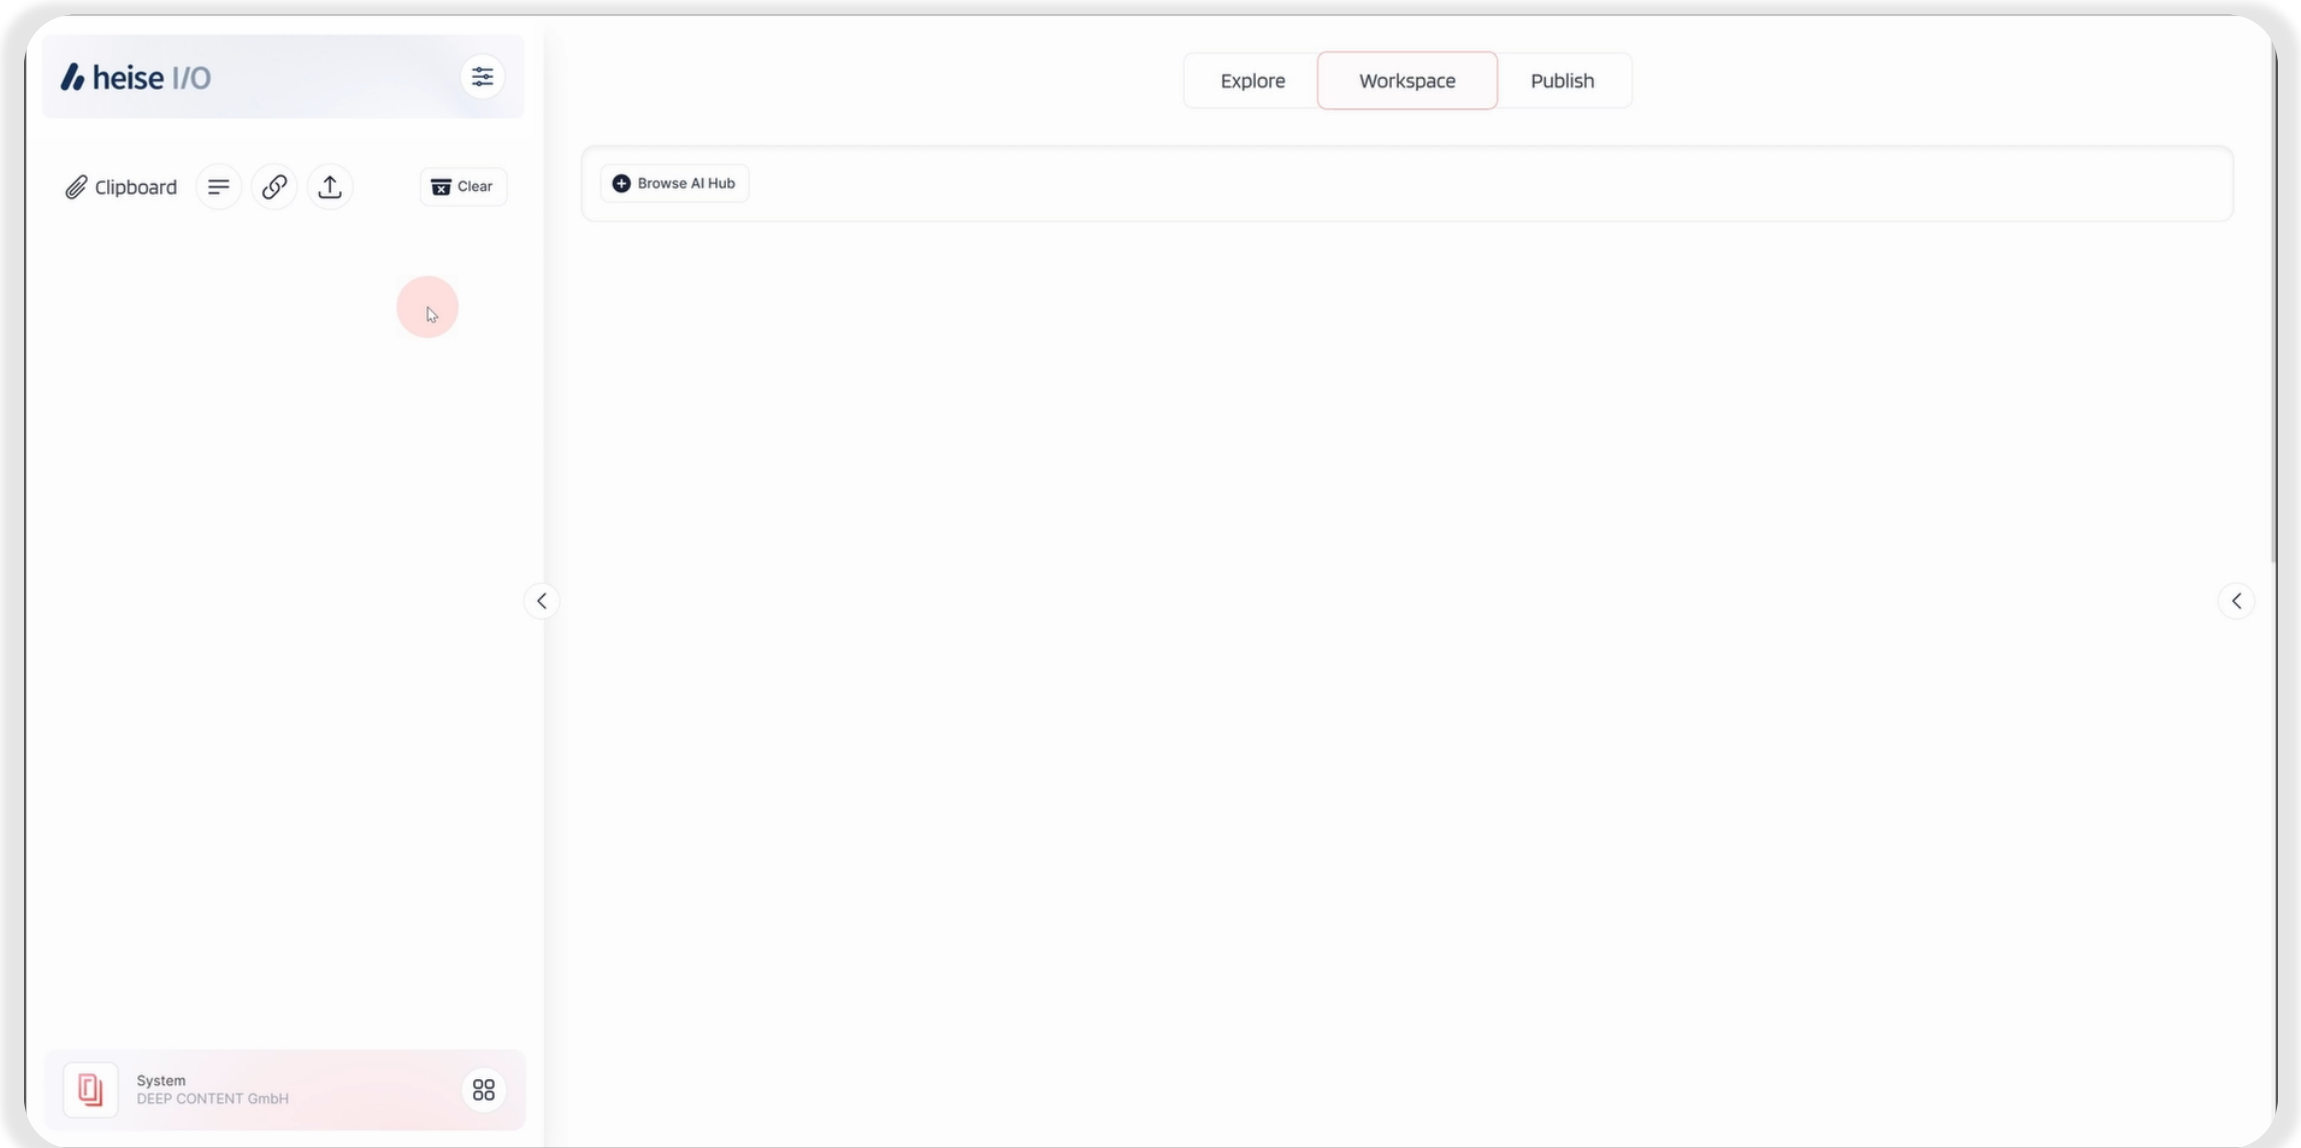 heise I/O
Explore
Workspace
Publish
Clipboard
Clear
Browse AI Hub
System
DEEP CONTENT GmbH